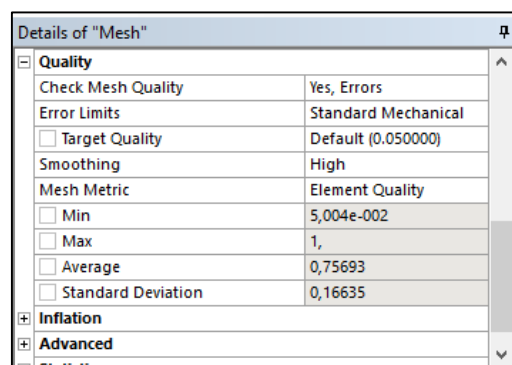 Details of "Mesh"
Quality
Check Mesh Quality Yes, Errors
Error Limits Standard Mechanical
Target Quality Default (0.050000)
Smoothing High
Mesh Metric Element Quality
Min 5,004e-002
Max 1,
Average 0,75693
Standard Deviation 0,16635
Inflation
Advanced